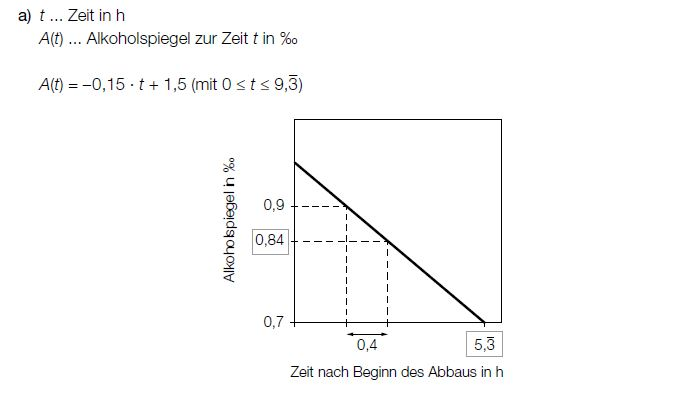 a) t ... Zeit in h
A(t) ... Alkoholspiegel zur Zeit t in ‰
A(t) = –0,15 · t + 1,5 (mit 0 ≤ t ≤ 9,3̅)
Alkoholspiegel in ‰
0,9
0,84
0,7
0,4
5,3̅
Zeit nach Beginn des Abbaus in h